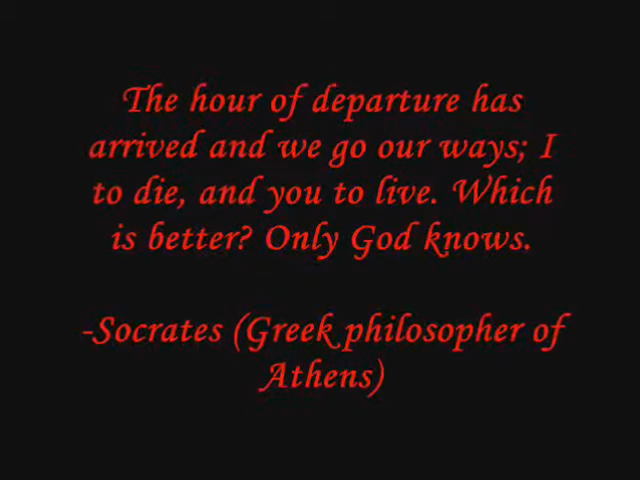 The hour of departure has
arrived and we go our ways; I
to die, and you to live. Which
is better? Only God knows.
-Socrates (Greek philosopher of
Athens)